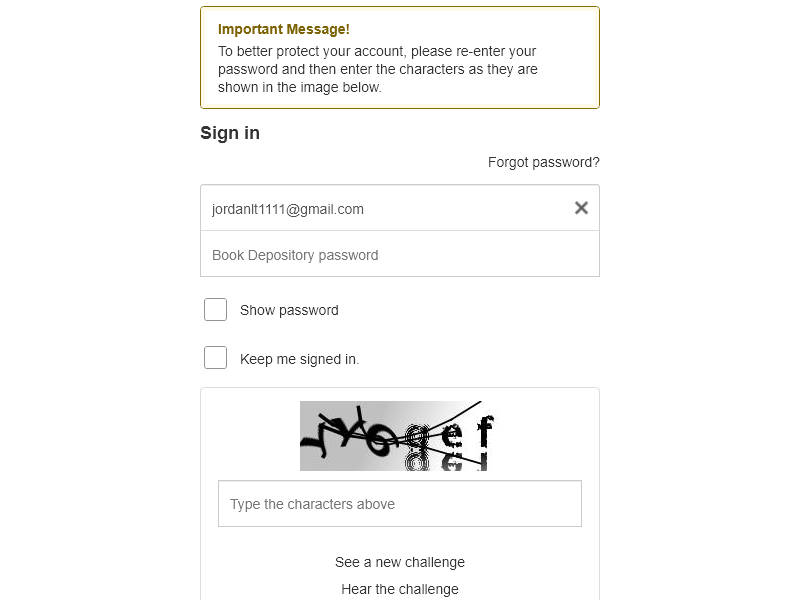 Important Message!
To better protect your account, please re-enter your
password and then enter the characters as they are
shown in the image below.
Sign in
Forgot password?
jordanlt1111@gmail.com
Book Depository password
Show password
Keep me signed in.
Type the characters above
See a new challenge
Hear the challenge